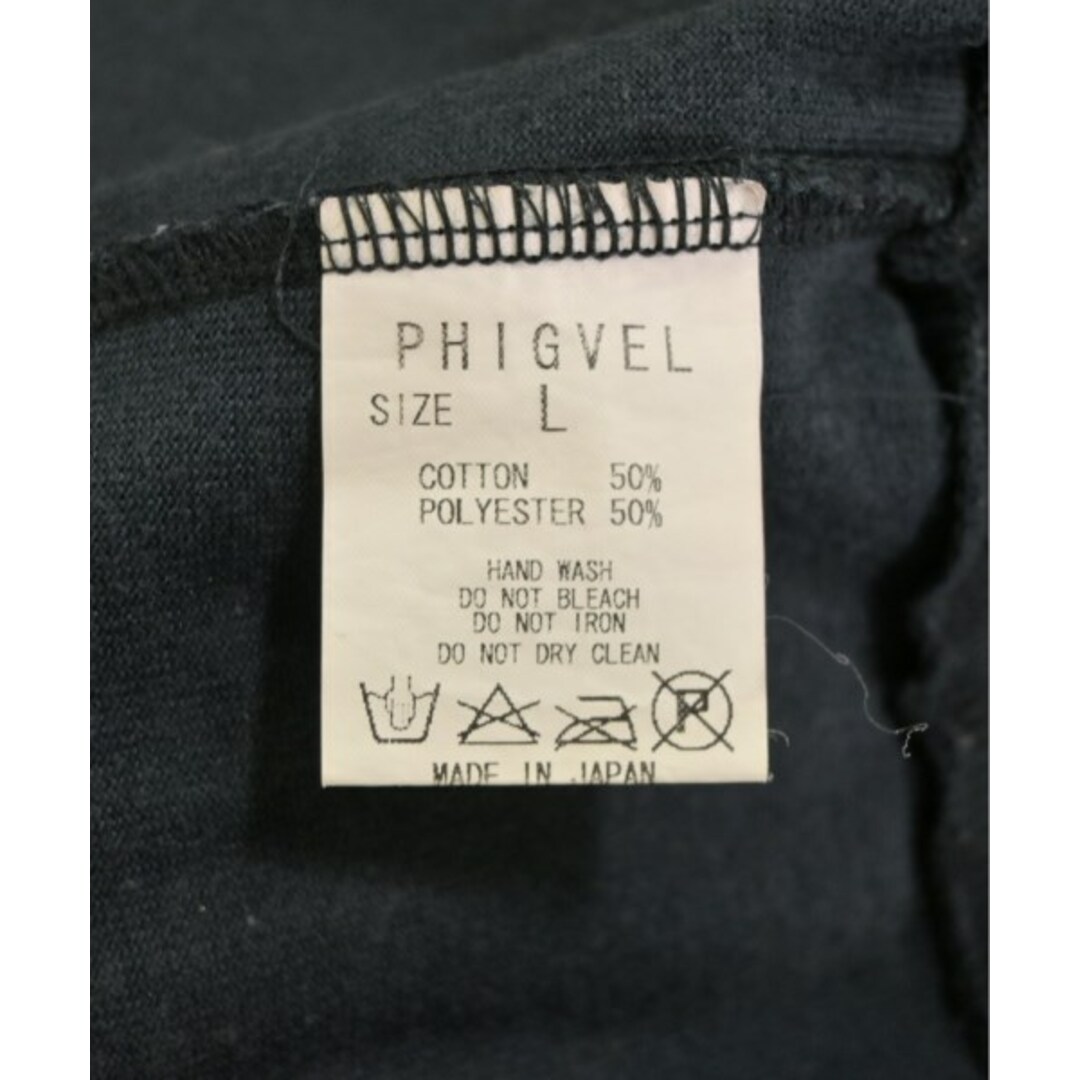 PHIGVEL
SIZE L
COTTON 50%
POLYESTER 50%
HAND WASH
DO NOT BLEACH
DO NOT IRON
DO NOT DRY CLEAN
P
MADE IN JAPAN